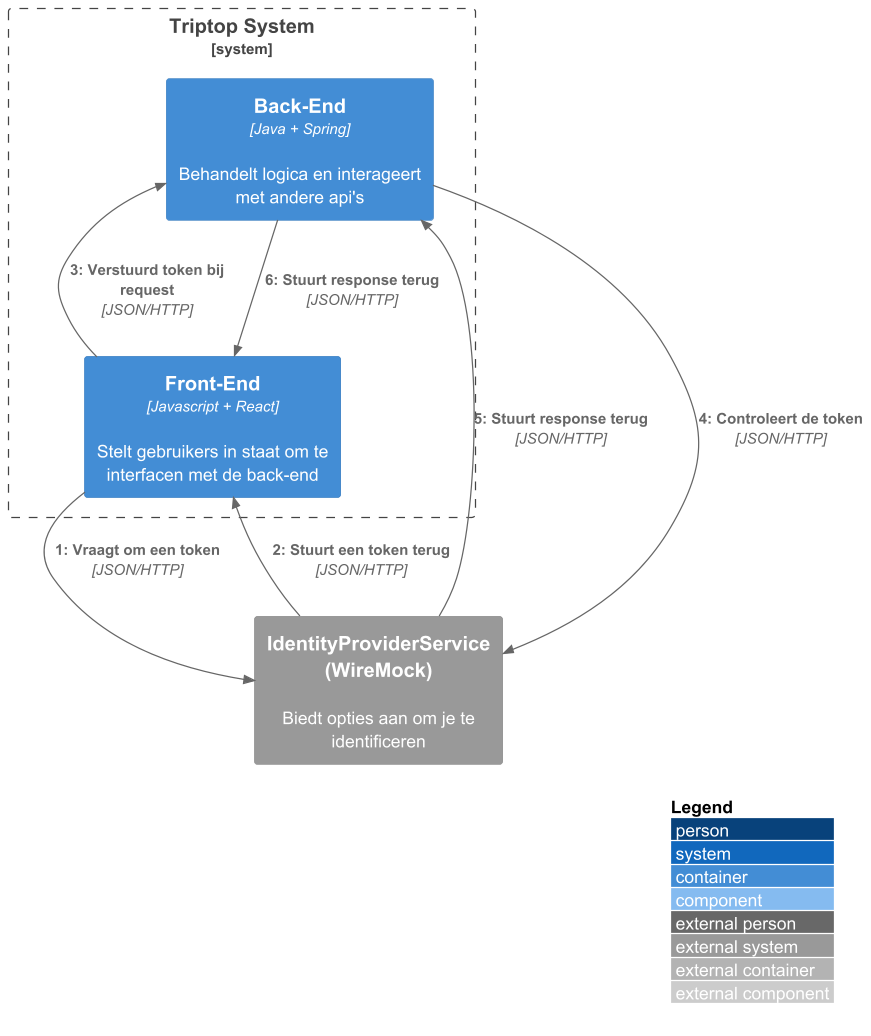 Triptop System
[system]
Back-End
[Java + Spring]
Behandelt logica en interageert
met andere api's
3: Verstuurd token bij
request
[JSON/HTTP]
6: Stuurt response terug
[JSON/HTTP]
Front-End
[Javascript + React]
Stelt gebruikers in staat om te
interfacen met de back-end
5: Stuurt response terug
[JSON/HTTP]
4: Controleert de token
[JSON/HTTP]
1: Vraagt om een token
[JSON/HTTP]
2: Stuurt een token terug
[JSON/HTTP]
IdentityProviderService
(WireMock)
Biedt opties aan om je te
identificeren
Legend
person
system
container
component
external person
external system
external container
external component